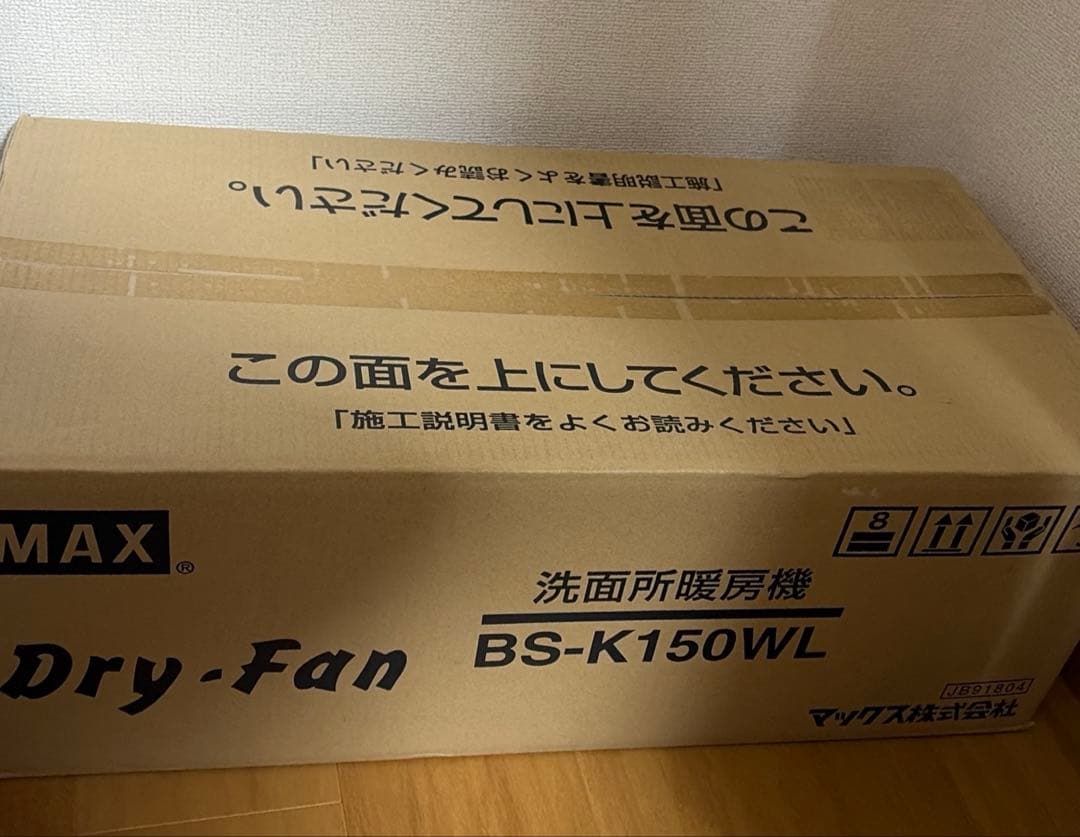 「施工説明書をよくお読みください」
この面を上にしてください。
この面を上にしてください。
「施工説明書をよくお読みください」
MAX®
8
洗面所暖房機
BS-K150WL
Dry・Fan
JB91804
マックス株式会社